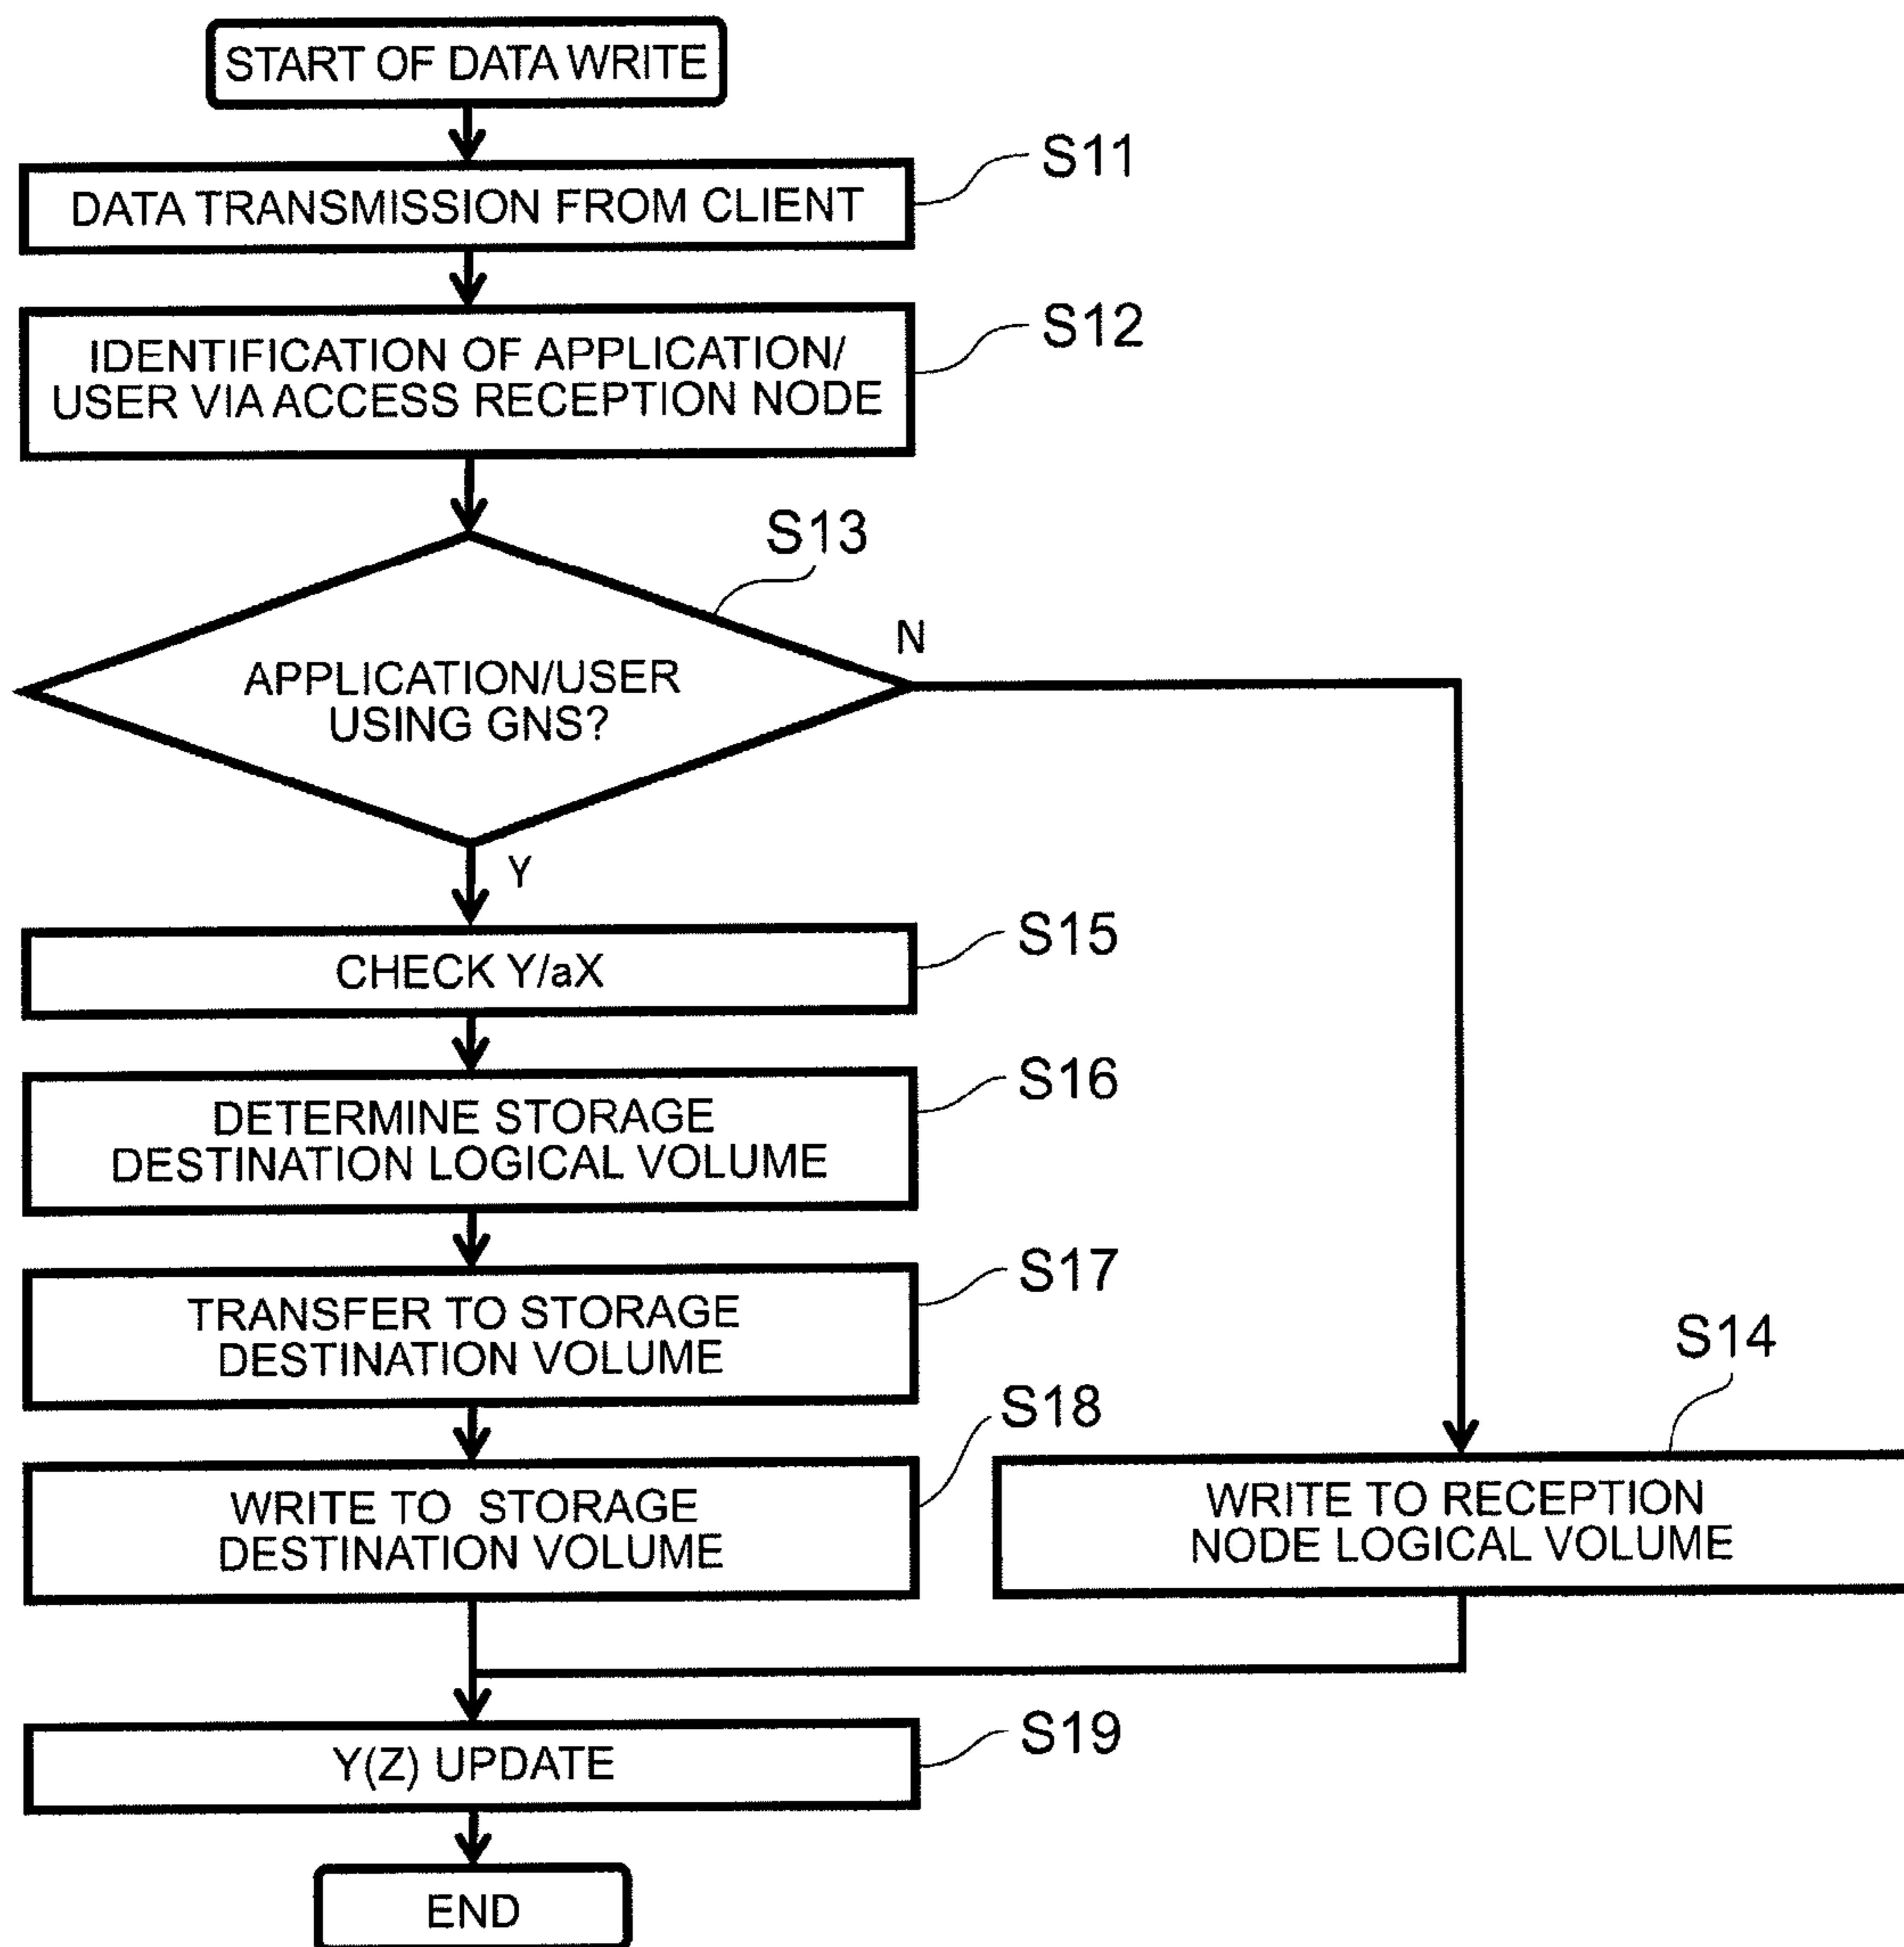 START OF DATA WRITE
S11
DATA TRANSMISSION FROM CLIENT
S12
IDENTIFICATION OF APPLICATION/
USER VIA ACCESS RECEPTION NODE
S13
N
APPLICATION/USER
USING GNS?
Y
S15
CHECK Y/aX
S16
DETERMINE STORAGE
DESTINATION LOGICAL VOLUME
S17
TRANSFER TO STORAGE
DESTINATION VOLUME
S18
WRITE TO STORAGE
DESTINATION VOLUME
S14
WRITE TO RECEPTION
NODE LOGICAL VOLUME
S19
Y(Z) UPDATE
END